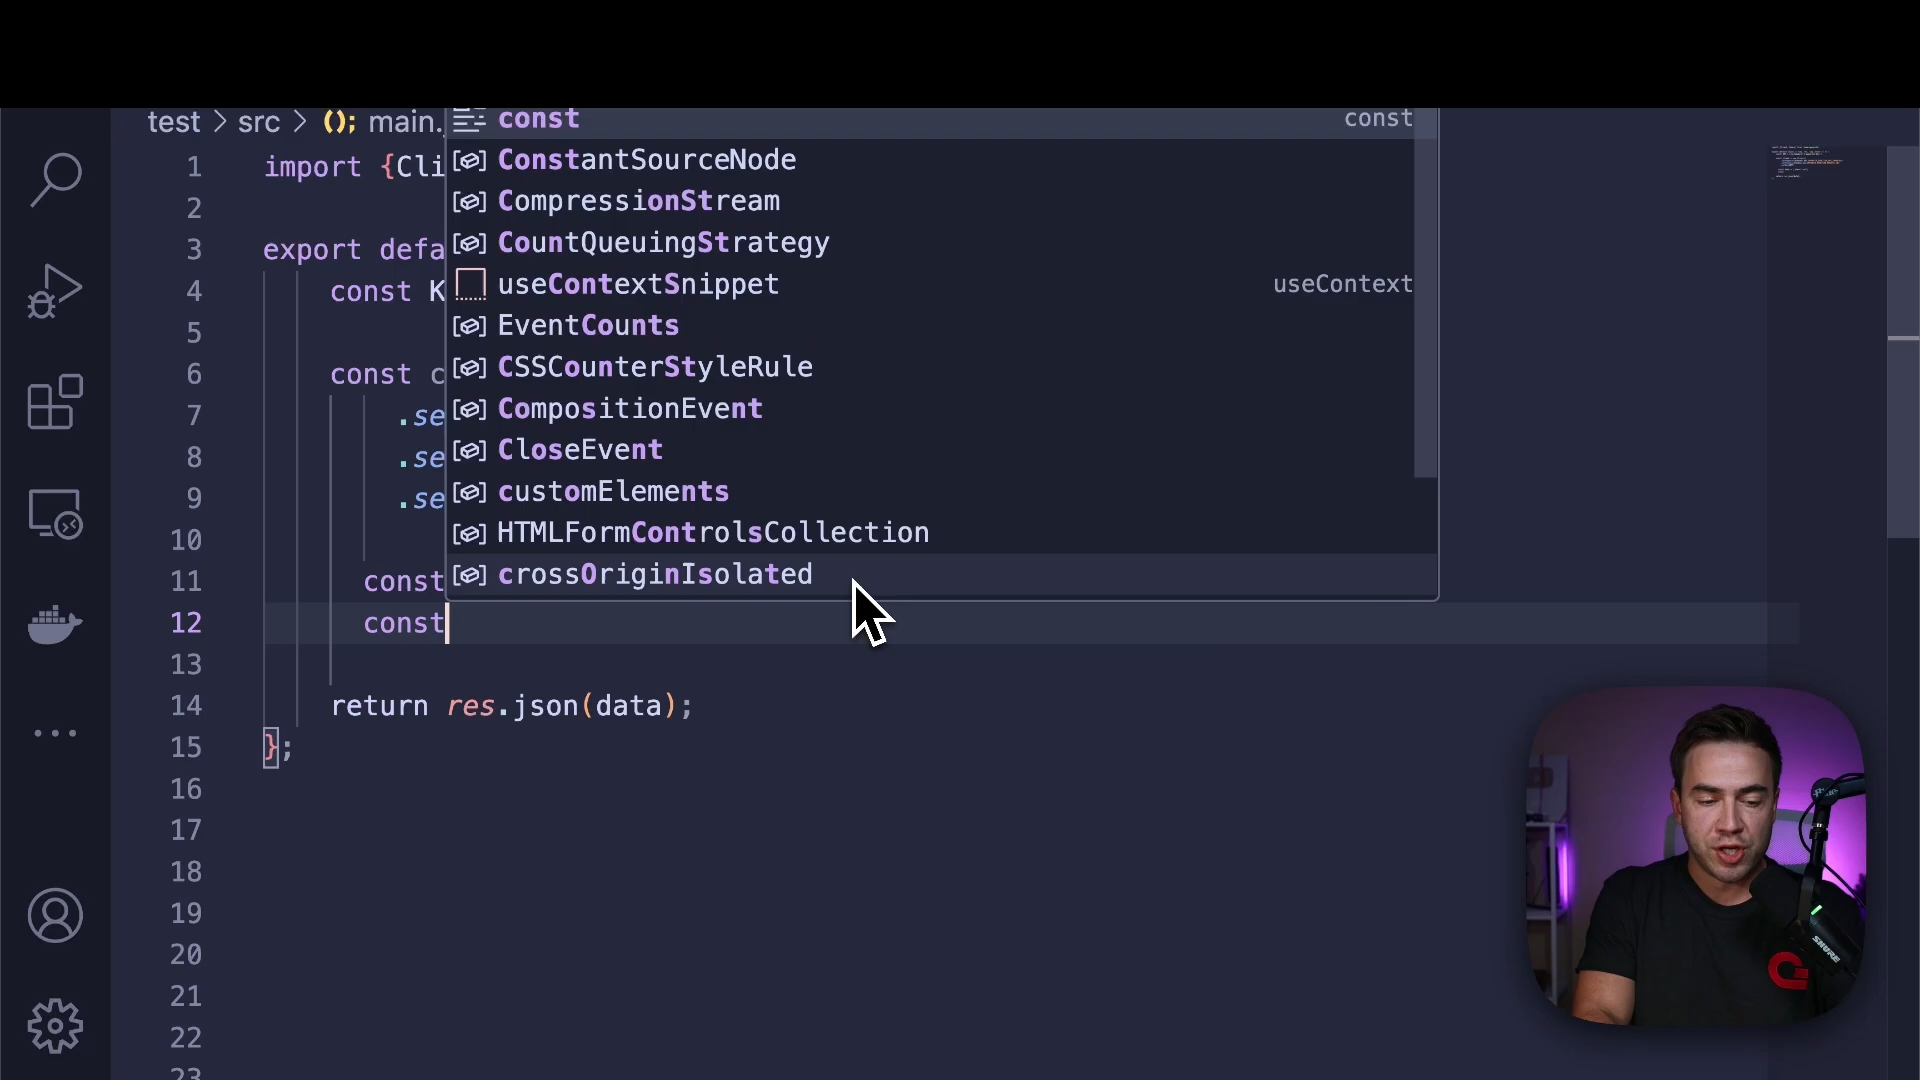 test > src > main.
const const
ConstantSourceNode
CompressionStream
CountQueuingStrategy
useContextSnippet useContext
EventCounts
CSSCounterStyleRule
CompositionEvent
CloseEvent
customElements
HTMLFormControlsCollection
crossOriginIsolated
1 import {Cli
2
3 export defa
4 const K
5
6 const c
7 .se
8 .se
9 .se
10
11 const
12 const
13
14 return res.json(data);
15 };
16
17
18
19
20
21
22
23
SHURE